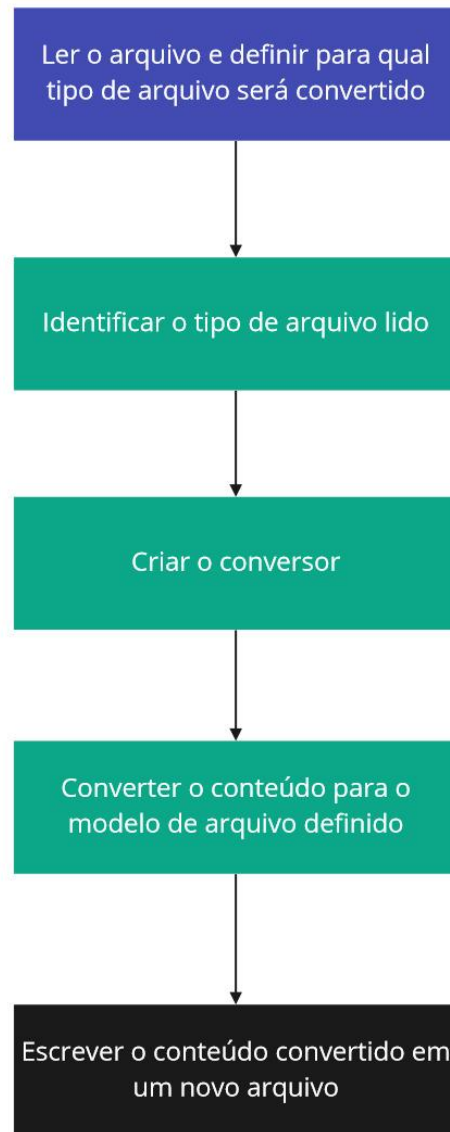 Ler o arquivo e definir para qual
tipo de arquivo será convertido
Identificar o tipo de arquivo lido
Criar o conversor
Converter o conteúdo para o
modelo de arquivo definido
Escrever o conteúdo convertido em
um novo arquivo